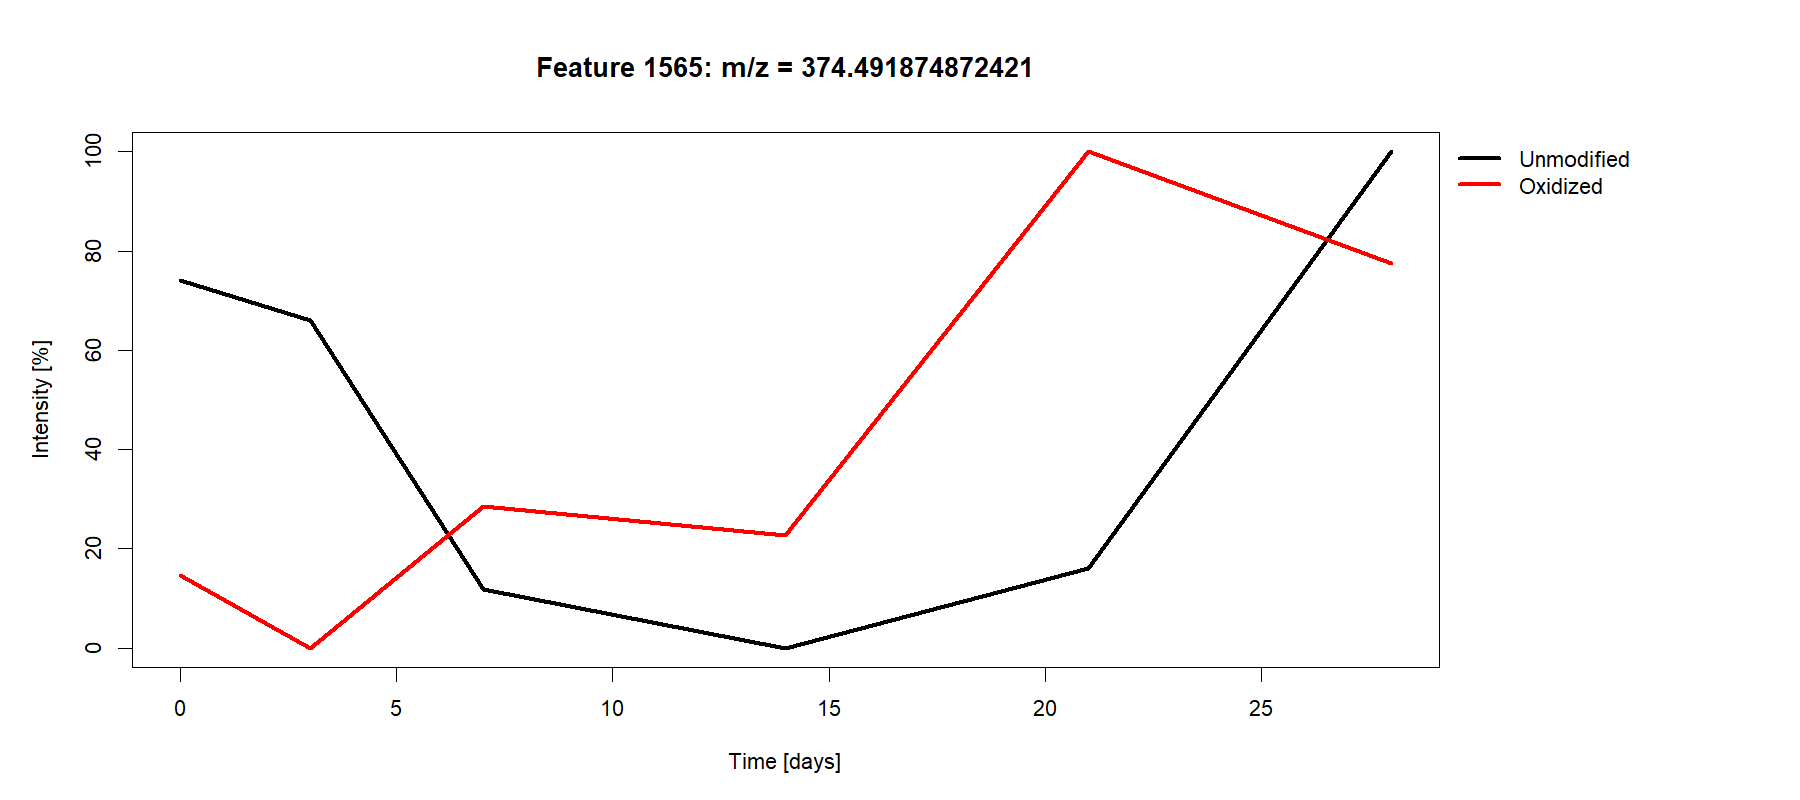 Feature 1565: m/z = 374.491874872421
Unmodified
Oxidized
Intensity [%]
100
80
60
40
20
0
0 5 10 15 20 25
Time [days]